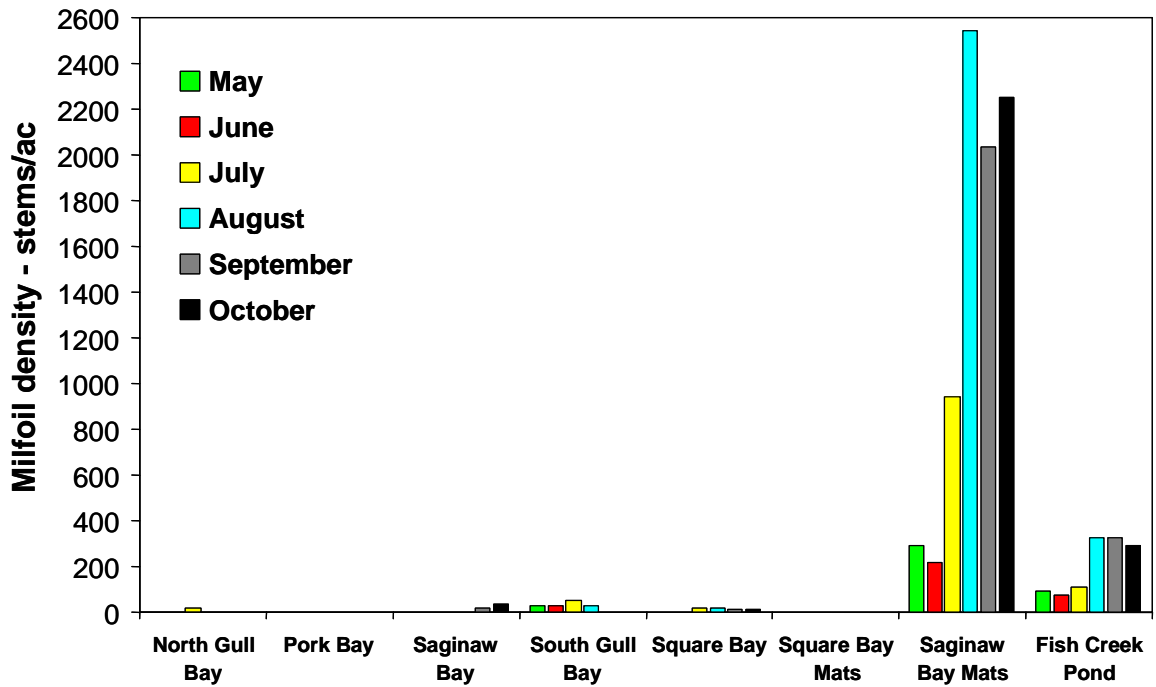 Milfoil density - stems/ac
2600
2400
2200
2000
1800
1600
1400
1200
1000
800
600
400
200
0
May
June
July
August
September
October
North Gull
Bay
Pork Bay
Saginaw
Bay
South Gull
Bay
Square Bay
Square Bay
Mats
Saginaw
Bay Mats
Fish Creek
Pond